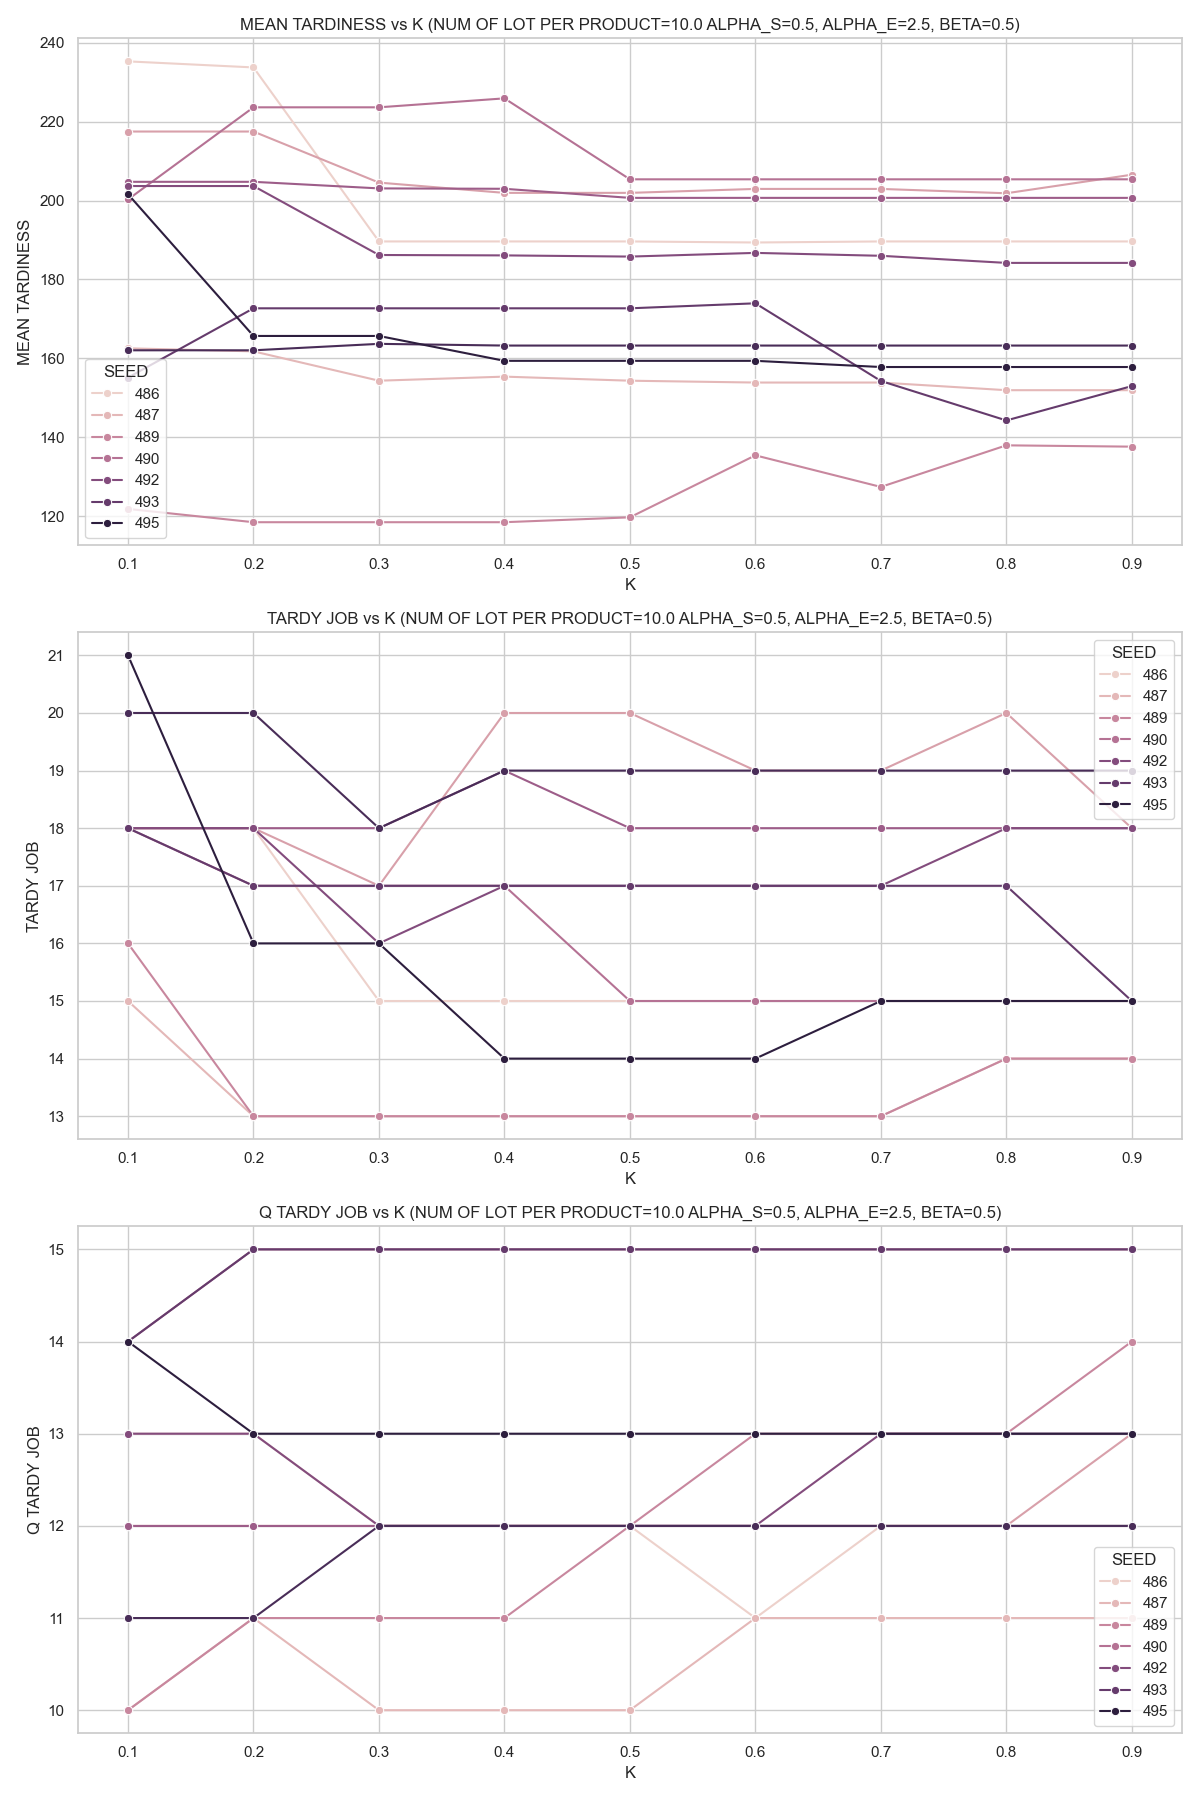 MEAN TARDINESS vs K (NUM OF LOT PER PRODUCT=10.0 ALPHA_S=0.5, ALPHA_E=2.5, BETA=0.5)
240
220
200
180
160
140
120
MEAN TARDINESS
SEED
486
487
489
490
492
493
495
0.1 0.2 0.3 0.4 0.5 0.6 0.7 0.8 0.9
K
TARDY JOB vs K (NUM OF LOT PER PRODUCT=10.0 ALPHA_S=0.5, ALPHA_E=2.5, BETA=0.5)
21
20
19
18
17
16
15
14
13
TARDY JOB
SEED
486
487
489
490
492
493
495
0.1 0.2 0.3 0.4 0.5 0.6 0.7 0.8 0.9
K
Q TARDY JOB vs K (NUM OF LOT PER PRODUCT=10.0 ALPHA_S=0.5, ALPHA_E=2.5, BETA=0.5)
15
14
13
12
11
10
Q TARDY JOB
SEED
486
487
489
490
492
493
495
0.1 0.2 0.3 0.4 0.5 0.6 0.7 0.8 0.9
K